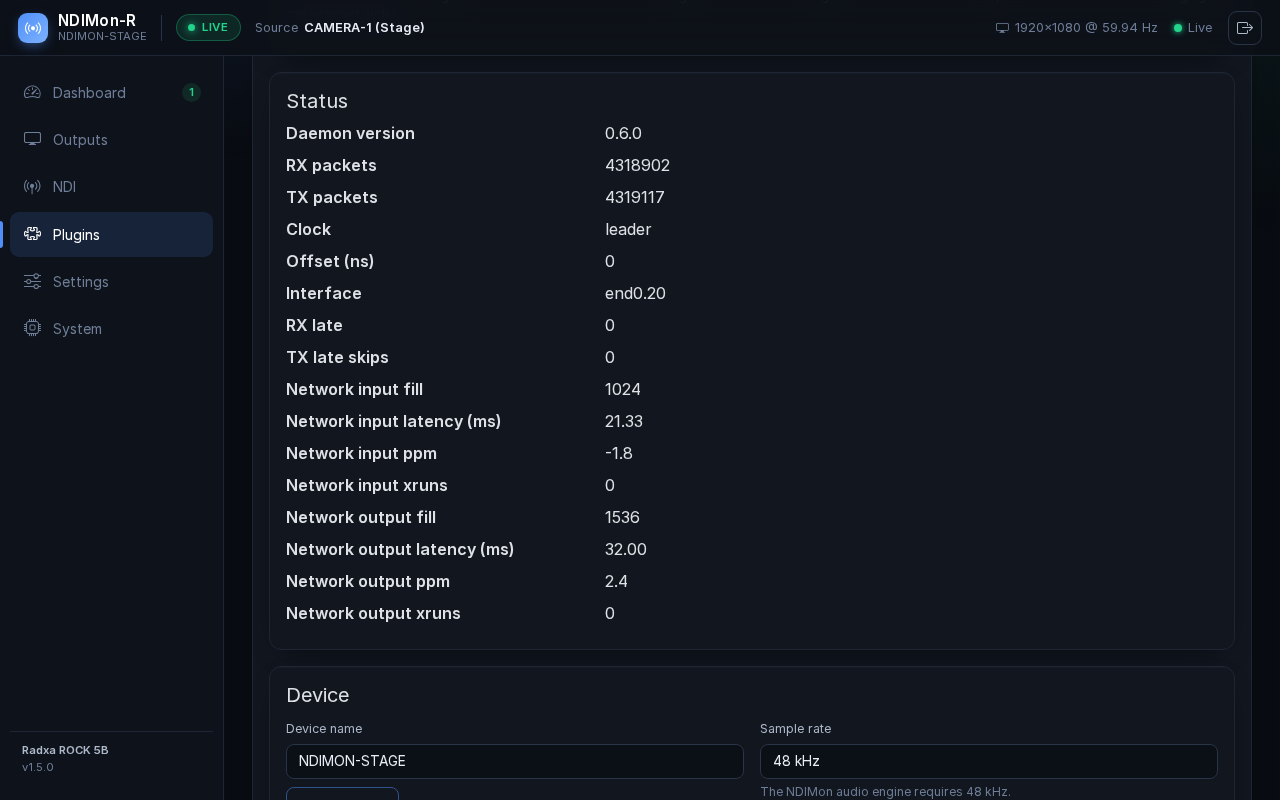 NDIMon-R
NDIMON-STAGE
LIVE
Source CAMERA-1 (Stage)
1920×1080 @ 59.94 Hz
Live
Dashboard
1
Outputs
NDI
Plugins
Settings
System
Radxa ROCK 5B
v1.5.0
Status
Daemon version 0.6.0
RX packets 4318902
TX packets 4319117
Clock leader
Offset (ns) 0
Interface end0.20
RX late 0
TX late skips 0
Network input fill 1024
Network input latency (ms) 21.33
Network input ppm -1.8
Network input xruns 0
Network output fill 1536
Network output latency (ms) 32.00
Network output ppm 2.4
Network output xruns 0
Device
Device name
NDIMON-STAGE
Sample rate
48 kHz
The NDIMon audio engine requires 48 kHz.